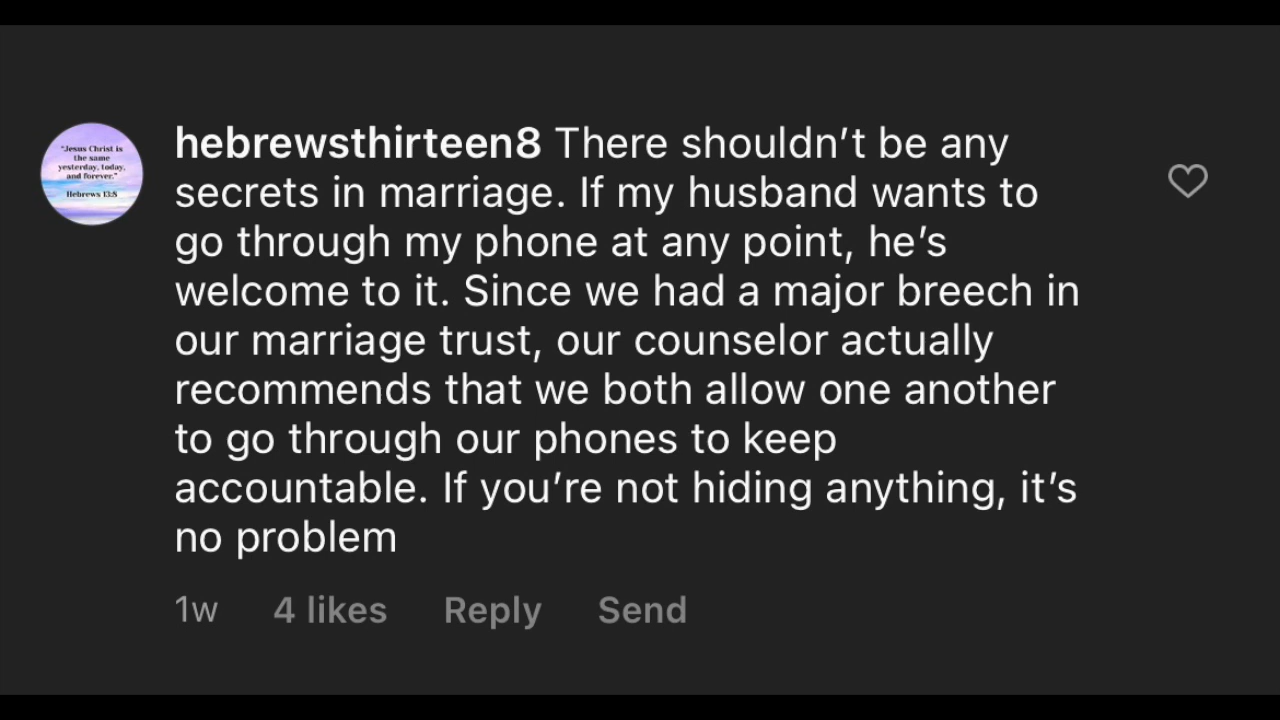 "Jesus Christ is
the same
yesterday, today,
and forever."
Hebrews 13:8
hebrewsthirteen8 There shouldn't be any
secrets in marriage. If my husband wants to
go through my phone at any point, he's
welcome to it. Since we had a major breech in
our marriage trust, our counselor actually
recommends that we both allow one another
to go through our phones to keep
accountable. If you're not hiding anything, it's
no problem
1w 4 likes Reply Send